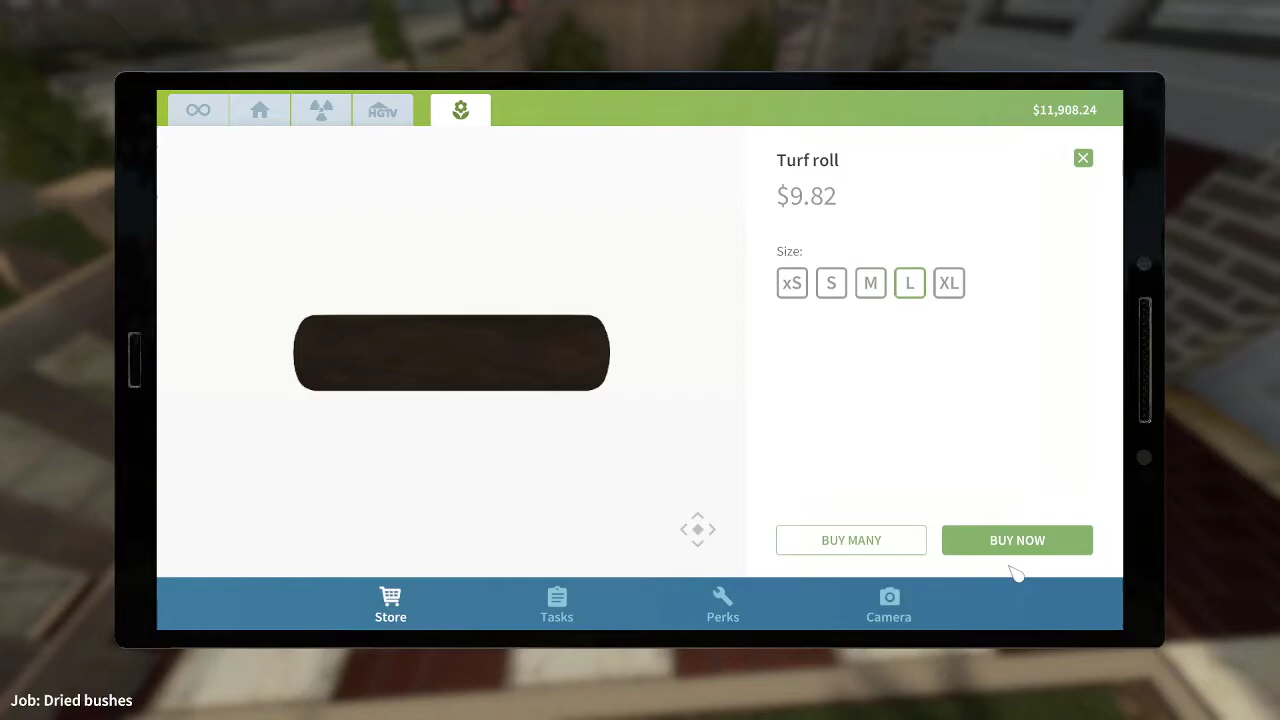 HGTV
$11,908.24
Turf roll
$9.82
Size:
xS S M L XL
BUY MANY BUY NOW
Store Tasks Perks Camera
Job: Dried bushes